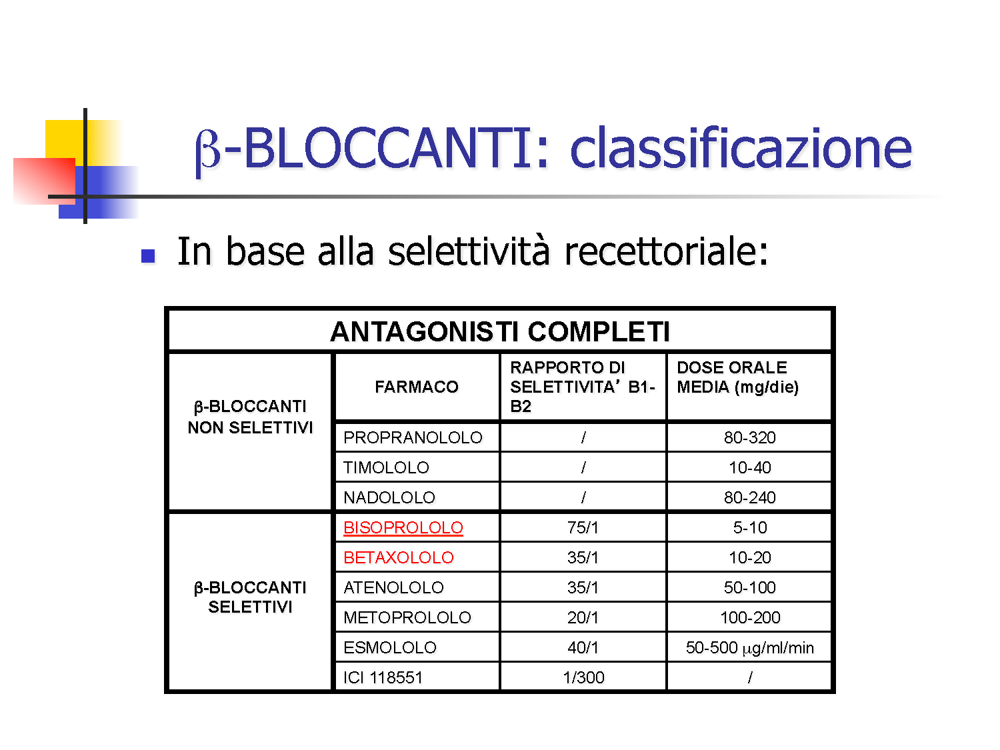 β-BLOCCANTI: classificazione
In base alla selettività recettoriale:
ANTAGONISTI COMPLETI
β-BLOCCANTI
NON SELETTIVI
FARMACO
RAPPORTO DI
SELETTIVITA’ B1-
B2
DOSE ORALE
MEDIA (mg/die)
PROPRANOLOLO / 80-320
TIMOLOLO / 10-40
NADOLOLO / 80-240
β-BLOCCANTI
SELETTIVI
BISOPROLOLO 75/1 5-10
BETAXOLOLO 35/1 10-20
ATENOLOLO 35/1 50-100
METOPROLOLO 20/1 100-200
ESMOLOLO 40/1 50-500 μg/ml/min
ICI 118551 1/300 /